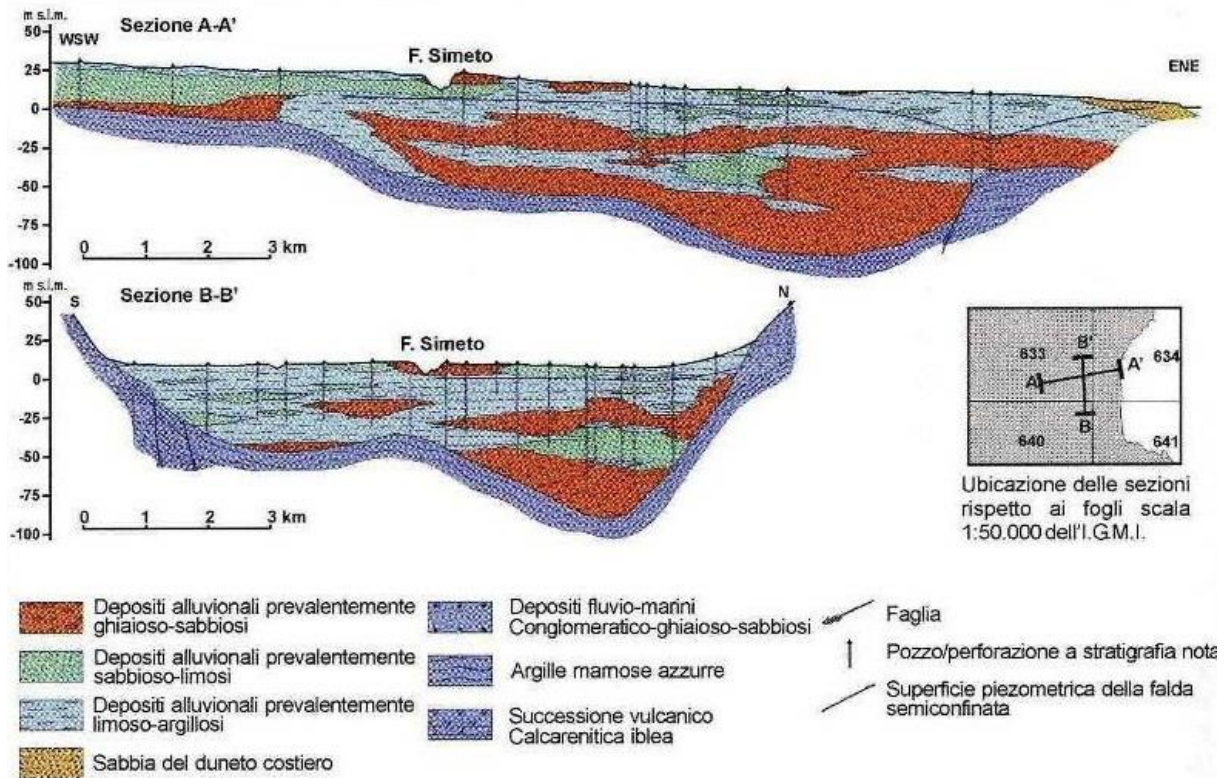 m s.l.m.
50
25
0
-25
-50
-75
-100
Sezione A-A'
WSW
F. Simeto
ENE
0 1 2 3 km
m s.l.m.
50
25
0
-25
-50
-75
-100
Sezione B-B'
S
N
F. Simeto
0 1 2 3 km
633
B'
634
A
A'
B
640
641
Ubicazione delle sezioni
rispetto ai fogli scala
1:50.000 dell'I.G.M.I.
Depositi alluvionali prevalentemente
ghiaioso-sabbiosi
Depositi alluvionali prevalentemente
sabbioso-limosi
Depositi alluvionali prevalentemente
limoso-argillosi
Sabbia del duneto costiero
Depositi fluvio-marini
Conglomeratico-ghiaioso-sabbiosi
Argille marnose azzurre
Successione vulcanico
Calcarenitica iblea
Faglia
Pozzo/perforazione a stratigrafia nota
Superficie piezometrica della falda
semiconfinata